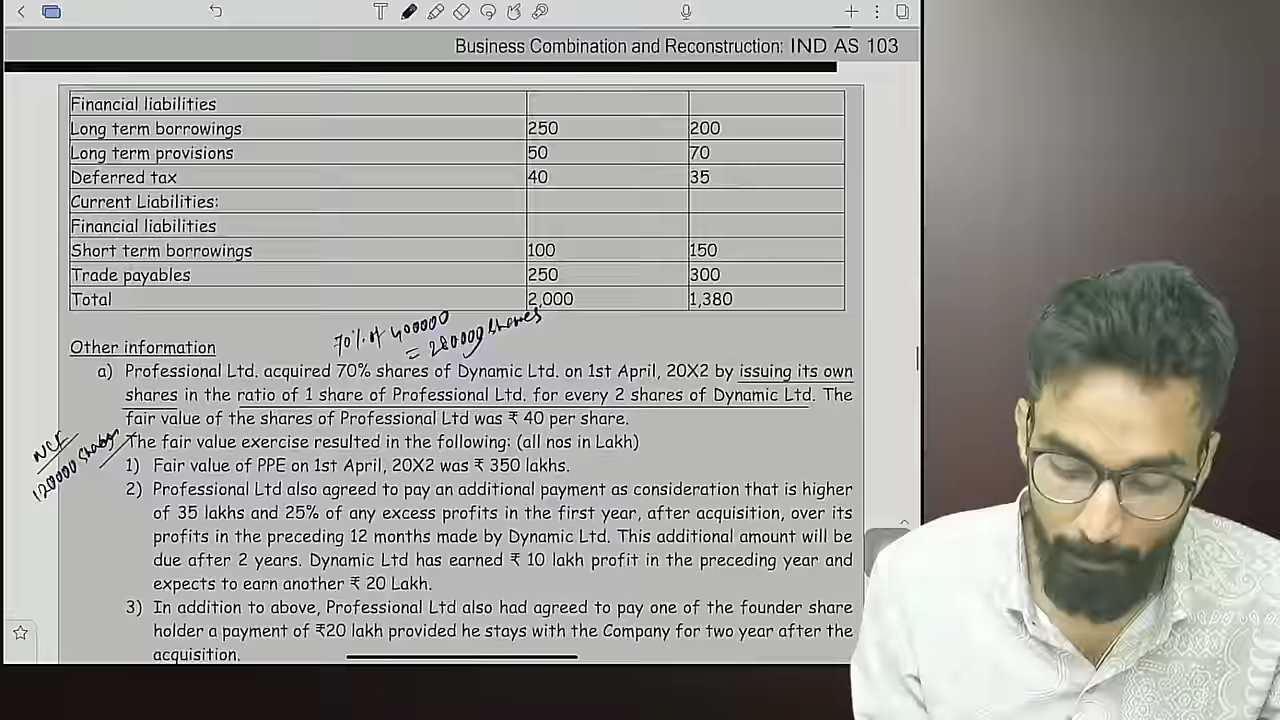 Business Combination and Reconstruction: IND AS 103
Financial liabilities
Long term borrowings 250 200
Long term provisions 50 70
Deferred tax 40 35
Current Liabilities:
Financial liabilities
Short term borrowings 100 150
Trade payables 250 300
Total 2,000 1,380
70% of 400000
= 280000 shares
Other information
a) Professional Ltd. acquired 70% shares of Dynamic Ltd. on 1st April, 20X2 by issuing its own
shares in the ratio of 1 share of Professional Ltd. for every 2 shares of Dynamic Ltd. The
fair value of the shares of Professional Ltd was ₹ 40 per share.
NCI
120000 shares
The fair value exercise resulted in the following: (all nos in Lakh)
1) Fair value of PPE on 1st April, 20X2 was ₹ 350 lakhs.
2) Professional Ltd also agreed to pay an additional payment as consideration that is higher
of 35 lakhs and 25% of any excess profits in the first year, after acquisition, over its
profits in the preceding 12 months made by Dynamic Ltd. This additional amount will be
due after 2 years. Dynamic Ltd has earned ₹ 10 lakh profit in the preceding year and
expects to earn another ₹ 20 Lakh.
3) In addition to above, Professional Ltd also had agreed to pay one of the founder share
holder a payment of ₹20 lakh provided he stays with the Company for two year after the
acquisition.